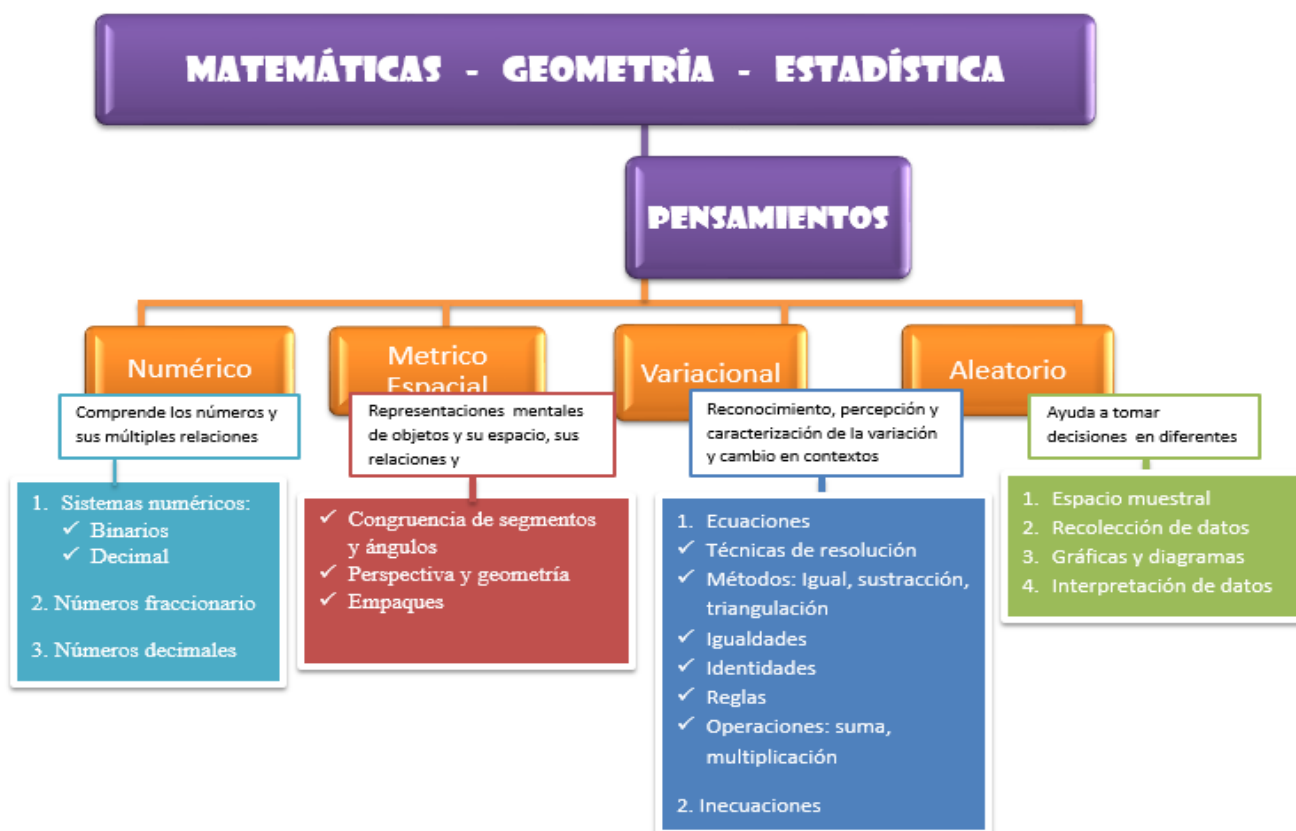 MATEMÁTICAS - GEOMETRÍA - ESTADÍSTICA
PENSAMIENTOS
Numérico
Comprende los números y
sus múltiples relaciones
1. Sistemas numéricos:
✓ Binarios
✓ Decimal
2. Números fraccionario
3. Números decimales
Metrico
Espacial
Representaciones mentales
de objetos y su espacio, sus
relaciones y
✓ Congruencia de segmentos
y ángulos
✓ Perspectiva y geometría
✓ Empaques
Variacional
Reconocimiento, percepción y
caracterización de la variación
y cambio en contextos
1. Ecuaciones
✓ Técnicas de resolución
✓ Métodos: Igual, sustracción,
triangulación
✓ Igualdades
✓ Identidades
✓ Reglas
✓ Operaciones: suma,
multiplicación
2. Inecuaciones
Aleatorio
Ayuda a tomar
decisiones en diferentes
1. Espacio muestral
2. Recolección de datos
3. Gráficas y diagramas
4. Interpretación de datos